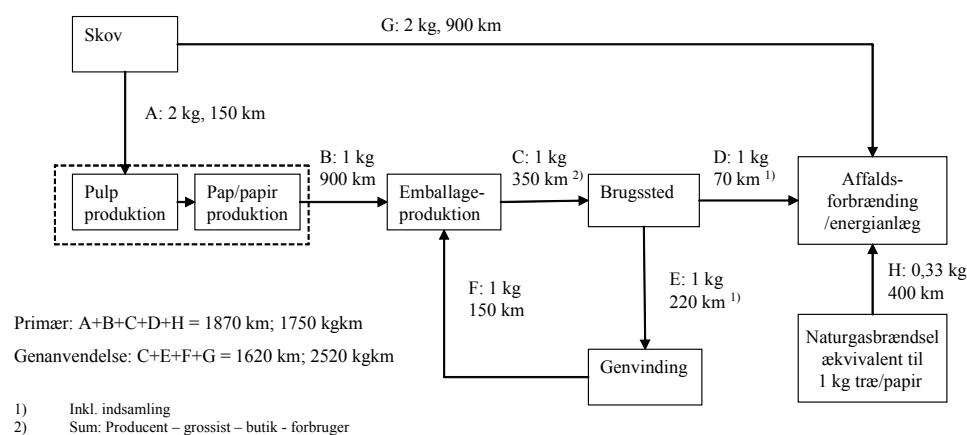 G: 2 kg, 900 km
Skov
A: 2 kg, 150 km
B: 1 kg
900 km
C: 1 kg
350 km 2)
D: 1 kg
70 km 1)
Pulp
produktion
Pap/papir
produktion
Emballage-
produktion
Brugssted
Affalds-
forbrænding
/energianlæg
F: 1 kg
150 km
E: 1 kg
220 km 1)
H: 0,33 kg
400 km
Primær: A+B+C+D+H = 1870 km; 1750 kgkm
Genanvendelse: C+E+F+G = 1620 km; 2520 kgkm
Genvinding
Naturgasbrændsel
ækvivalent til
1 kg træ/papir
1) Inkl. indsamling
2) Sum: Producent – grossist – butik - forbruger